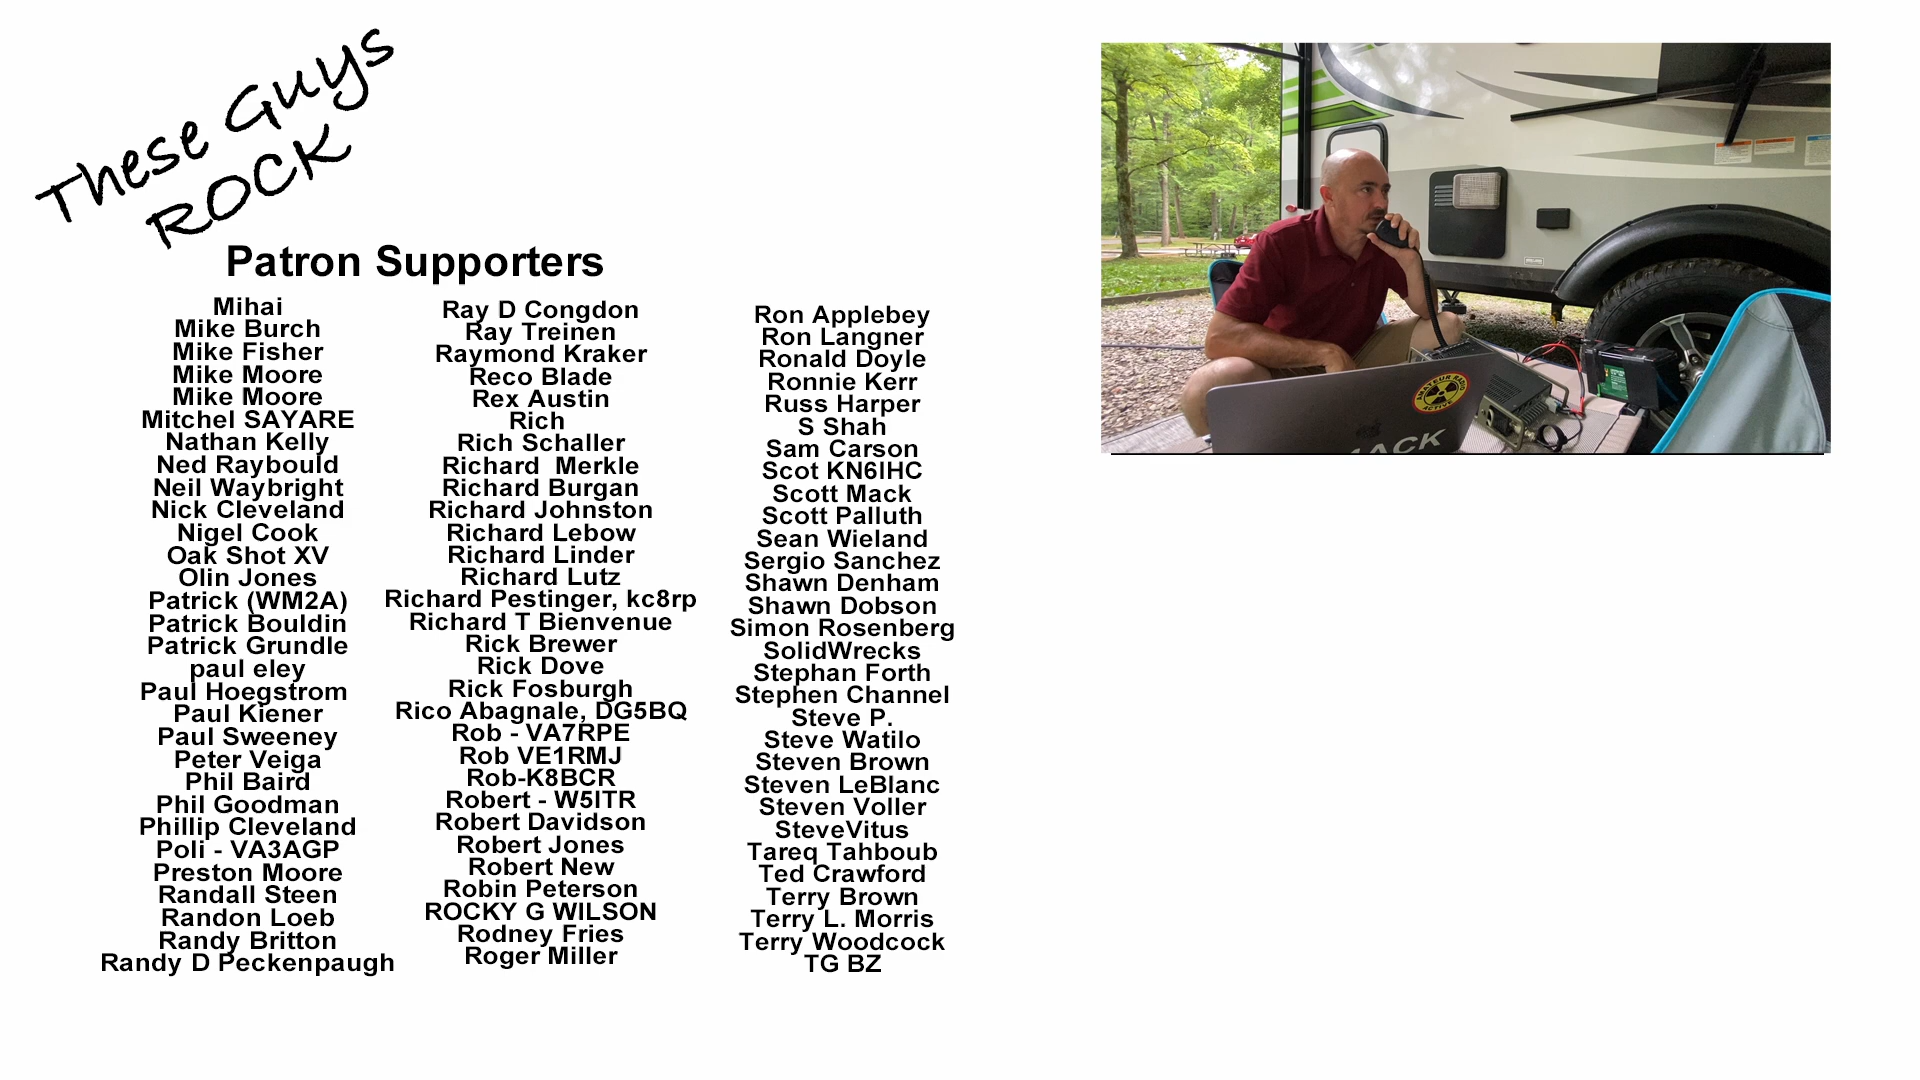 These Guys
ROCK
Patron Supporters
Mihai
Mike Burch
Mike Fisher
Mike Moore
Mike Moore
Mitchel SAYARE
Nathan Kelly
Ned Raybould
Neil Waybright
Nick Cleveland
Nigel Cook
Oak Shot XV
Olin Jones
Patrick (WM2A)
Patrick Bouldin
Patrick Grundle
paul eley
Paul Hoegstrom
Paul Kiener
Paul Sweeney
Peter Veiga
Phil Baird
Phil Goodman
Phillip Cleveland
Poli - VA3AGP
Preston Moore
Randall Steen
Randon Loeb
Randy Britton
Randy D Peckenpaugh
Ray D Congdon
Ray Treinen
Raymond Kraker
Reco Blade
Rex Austin
Rich
Rich Schaller
Richard  Merkle
Richard Burgan
Richard Johnston
Richard Lebow
Richard Linder
Richard Lutz
Richard Pestinger, kc8rp
Richard T Bienvenue
Rick Brewer
Rick Dove
Rick Fosburgh
Rico Abagnale, DG5BQ
Rob - VA7RPE
Rob VE1RMJ
Rob-K8BCR
Robert - W5ITR
Robert Davidson
Robert Jones
Robert New
Robin Peterson
ROCKY G WILSON
Rodney Fries
Roger Miller
Ron Applebey
Ron Langner
Ronald Doyle
Ronnie Kerr
Russ Harper
S Shah
Sam Carson
Scot KN6IHC
Scott Mack
Scott Palluth
Sean Wieland
Sergio Sanchez
Shawn Denham
Shawn Dobson
Simon Rosenberg
SolidWrecks
Stephan Forth
Stephen Channel
Steve P.
Steve Watilo
Steven Brown
Steven LeBlanc
Steven Voller
SteveVitus
Tareq Tahboub
Ted Crawford
Terry Brown
Terry L. Morris
Terry Woodcock
TG BZ
AMATEUR RADIO
ACTIVE
ACK